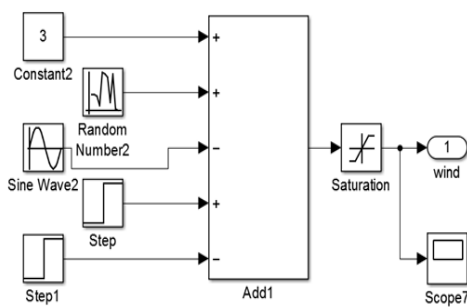 3
Constant2
Random
Number2
Sine Wave2
Step
Step1
+
+
−
+
−
Add1
Saturation
1
wind
Scope7